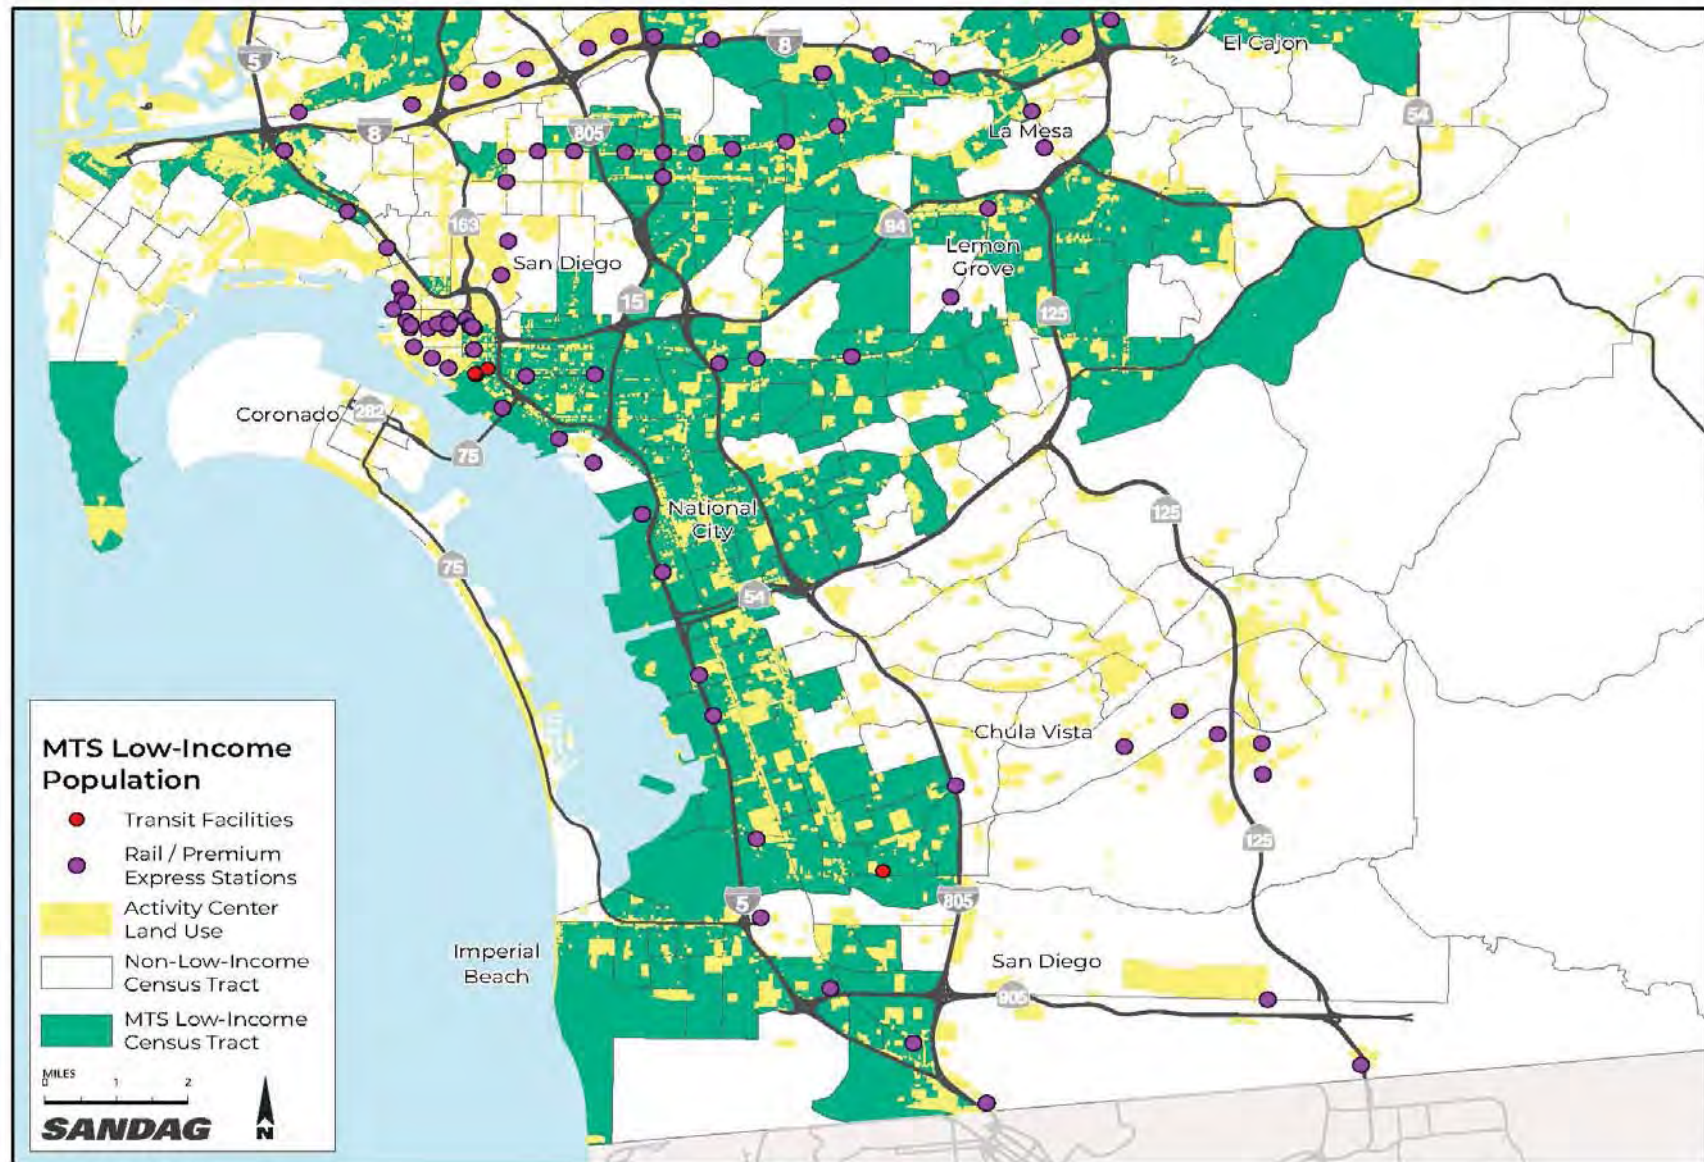 5
8
El Cajon
54
8
805
La Mesa
163
94
San Diego
Lemon
Grove
15
125
Coronado
282
75
National
City
125
75
54
MTS Low-Income
Population
Transit Facilities
Rail / Premium
Express Stations
Activity Center
Land Use
Non-Low-Income
Census Tract
MTS Low-Income
Census Tract
MILES
0 1 2
SANDAG
N
Chula Vista
125
5
805
Imperial
Beach
San Diego
905